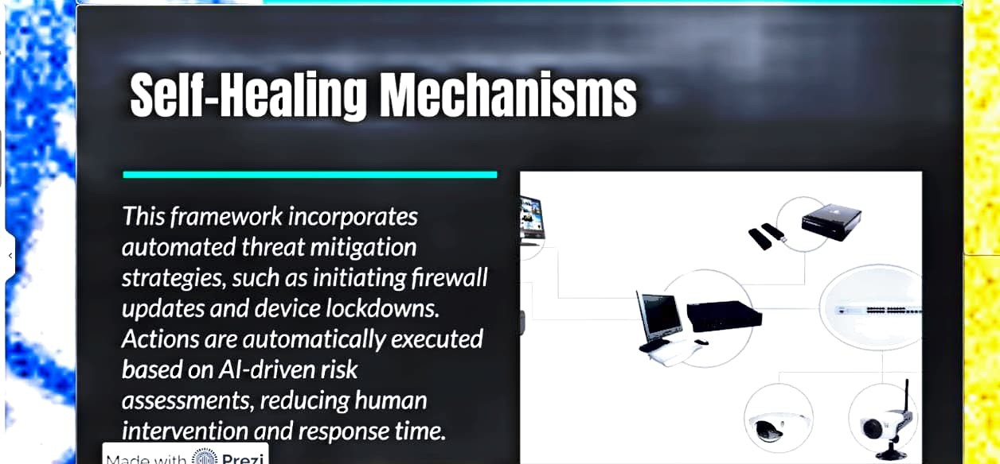 Self-Healing Mechanisms
This framework incorporates
automated threat mitigation
strategies, such as initiating firewall
updates and device lockdowns.
Actions are automatically executed
based on AI-driven risk
assessments, reducing human
intervention and response time.
Made with Prezi